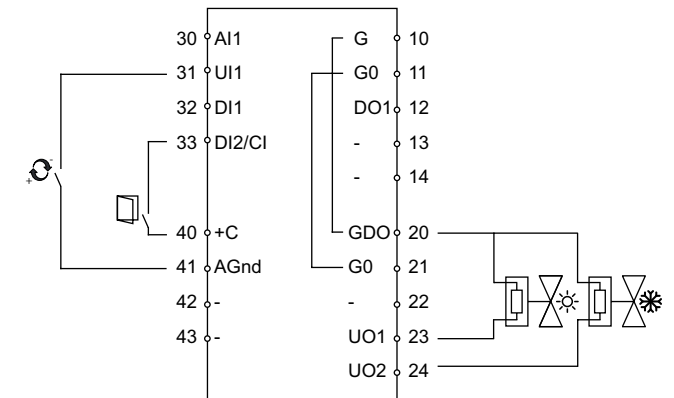 30 AI1 G 10
31 UI1 G0 11
32 DI1 DO1 12
33 DI2/CI - 13
- 14
40 +C GDO 20
41 AGnd G0 21
42 - - 22
43 - UO1 23
UO2 24
- +